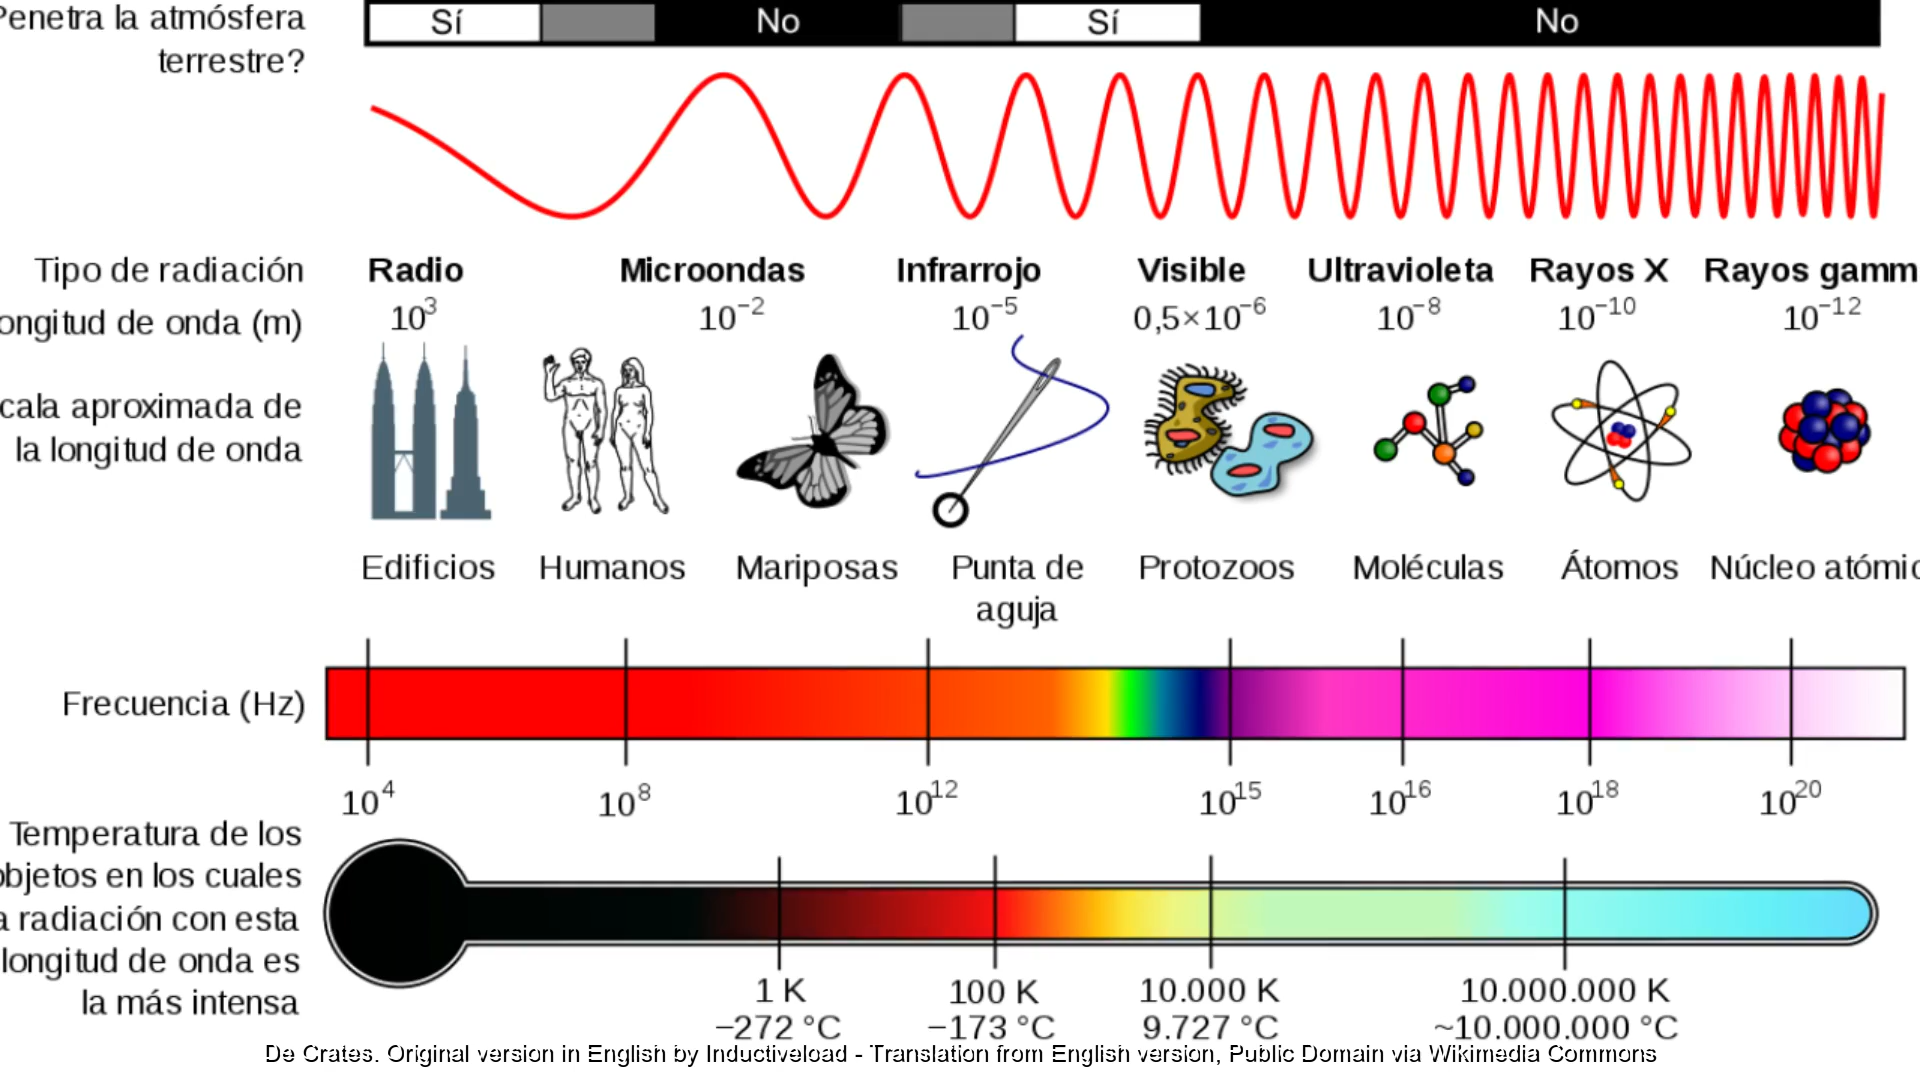 Penetra la atmósfera
terrestre?
Sí No Sí No
Tipo de radiación Radio Microondas Infrarrojo Visible Ultravioleta Rayos X Rayos gamm
ongitud de onda (m) 10³ 10⁻² 10⁻⁵ 0,5×10⁻⁶ 10⁻⁸ 10⁻¹⁰ 10⁻¹²
cala aproximada de
la longitud de onda
Edificios Humanos Mariposas Punta de aguja Protozoos Moléculas Átomos Núcleo atómic
Frecuencia (Hz)
10⁴ 10⁸ 10¹² 10¹⁵ 10¹⁶ 10¹⁸ 10²⁰
Temperatura de los
objetos en los cuales
a radiación con esta
longitud de onda es
la más intensa
1 K 100 K 10.000 K 10.000.000 K
−272 °C −173 °C 9.727 °C ~10.000.000 °C
De Crates. Original version in English by Inductiveload - Translation from English version, Public Domain via Wikimedia Commons